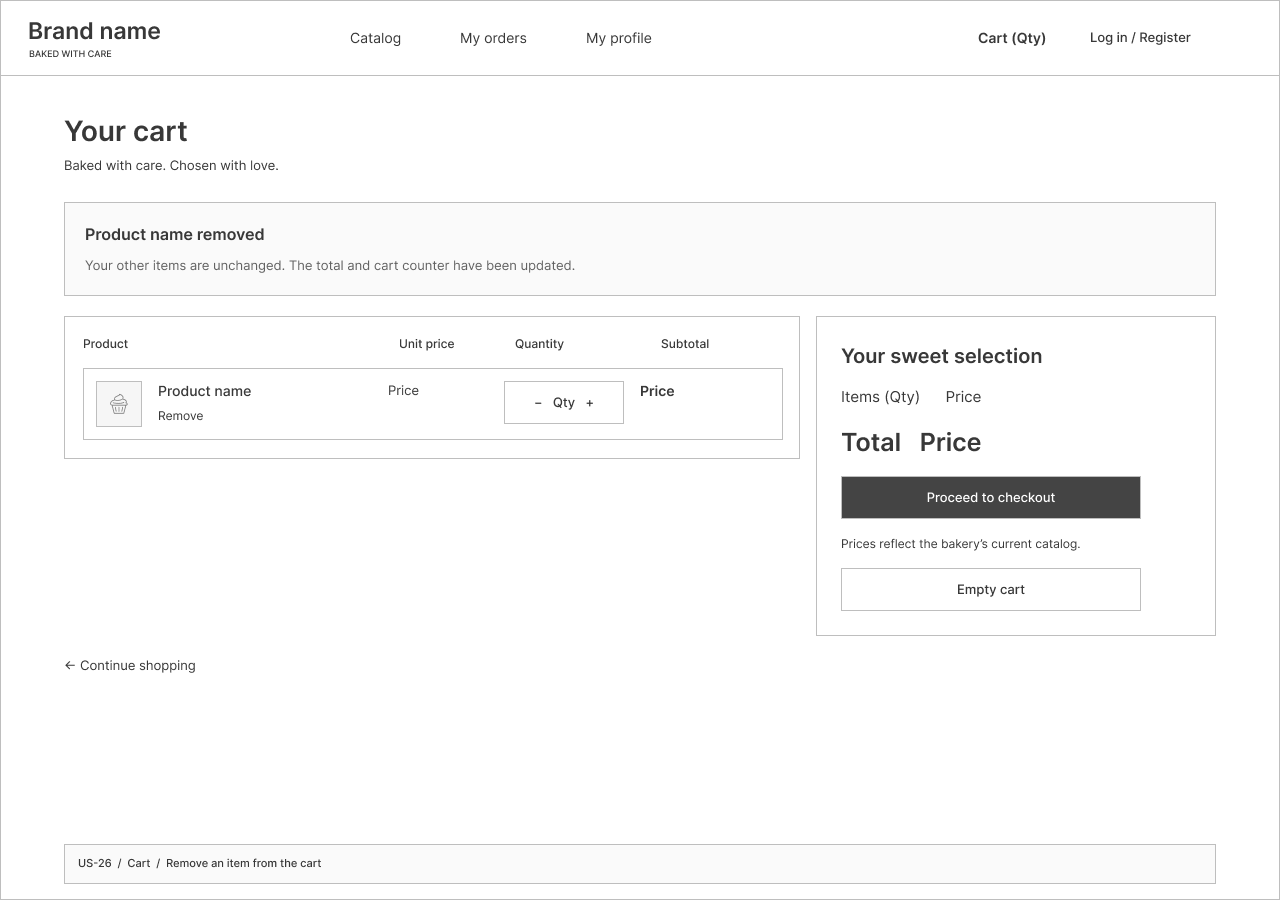 Brand name
BAKED WITH CARE
Catalog
My orders
My profile
Cart (Qty)
Log in / Register
Your cart
Baked with care. Chosen with love.
Product name removed
Your other items are unchanged. The total and cart counter have been updated.
Product Unit price Quantity Subtotal
Product name Price − Qty + Price
Remove
Your sweet selection
Items (Qty) Price
Total Price
Proceed to checkout
Prices reflect the bakery’s current catalog.
Empty cart
← Continue shopping
US-26 / Cart / Remove an item from the cart